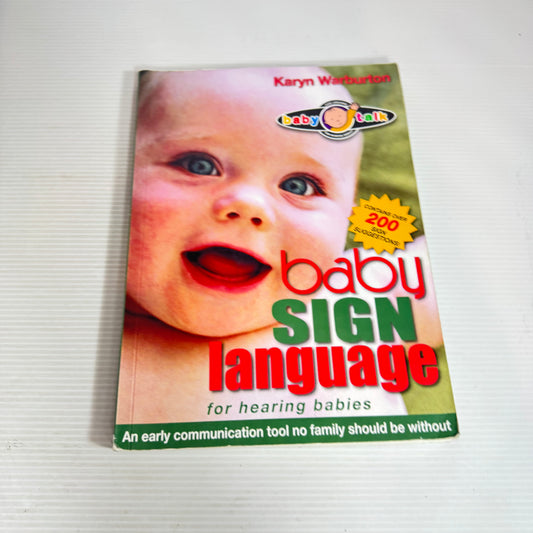 Karyn Warburton
baby talk
CONTAINS OVER
200
SIGN
SUGGESTIONS!
baby
SIGN
language
for hearing babies
An early communication tool no family should be without